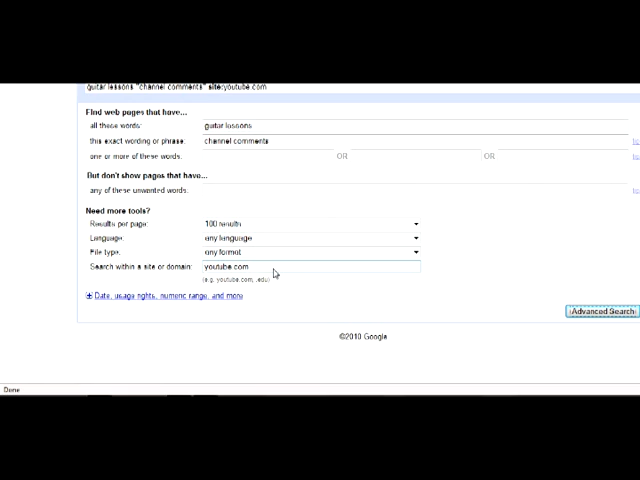 guitar lessons "channel comments" site:youtube.com
Find web pages that have...
all these words: guitar lessons
this exact wording or phrase: channel comments
one or more of these words: OR OR
But don't show pages that have...
any of these unwanted words:
Need more tools?
Results per page: 100 results
Language: any language
File type: any format
Search within a site or domain: youtube.com
(e.g. youtube.com, .edu)
Date, usage rights, numeric range, and more
Advanced Search
©2010 Google
Done